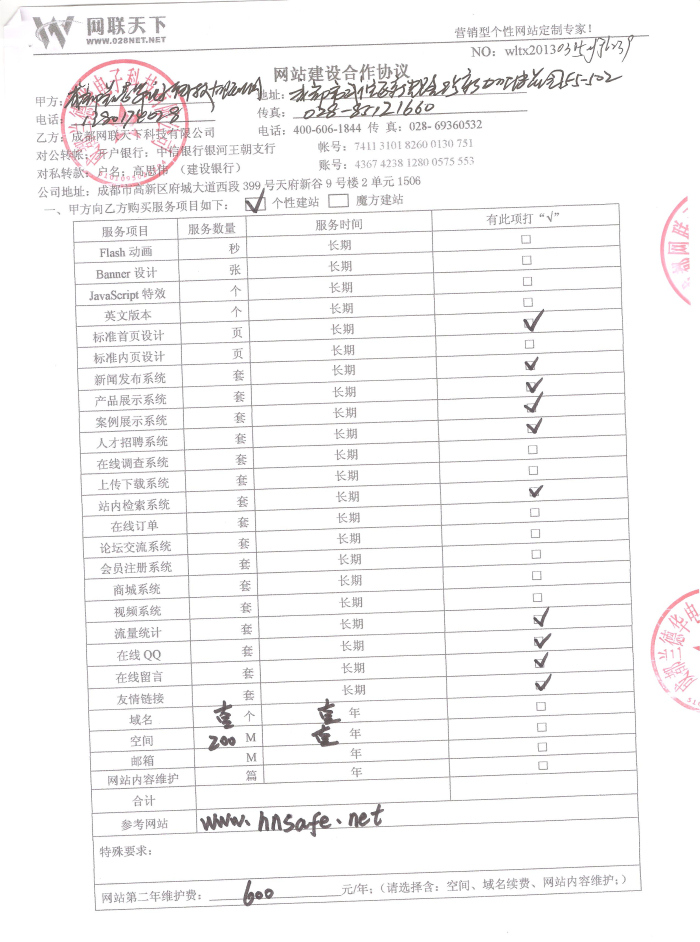 网联天下
WWW.028NET.NET
营销型个性网站定制专家!
NO: wltx2013
网站建设合作协议
甲方: 地址:
电话: 传真: 028-85121660
乙方: 成都网联天下科技有限公司 电话: 400-606-1844 传 真: 028- 69360532
对公转帐: 开户银行: 中信银行银河王朝支行 帐号: 7411 3101 8260 0130 751
对私转款: 户名: 高思伟 (建设银行) 账号: 4367 4238 1280 0575 553
公司地址: 成都市高新区府城大道西段 399 号天府新谷 9 号楼 2 单元 1506
一、甲方向乙方购买服务项目如下: ✓ 个性建站 □ 魔方建站
服务项目 服务数量 服务时间 有此项打“√”
Flash 动画 秒 长期 □
Banner 设计 张 长期 □
JavaScript 特效 个 长期 □
英文版本 个 长期 □
标准首页设计 页 长期 ✓
标准内页设计 页 长期 □
新闻发布系统 套 长期 ✓
产品展示系统 套 长期 ✓
案例展示系统 套 长期 ✓
人才招聘系统 套 长期 ✓
在线调查系统 套 长期 □
上传下载系统 套 长期 □
站内检索系统 套 长期 ✓
在线订单 套 长期 □
论坛交流系统 套 长期 □
会员注册系统 套 长期 □
商城系统 套 长期 □
视频系统 套 长期 □
流量统计 套 长期 ✓
在线 QQ 套 长期 ✓
在线留言 套 长期 ✓
友情链接 套 长期 ✓
域名 壹 个 壹 年 □
空间 200 M 壹 年 □
邮箱 M 年 □
网站内容维护 篇 年 □
合计
参考网站 www.hnsafe.net
特殊要求:
网站第二年维护费: 600 元/年; (请选择含: 空间、域名续费、网站内容维护; )